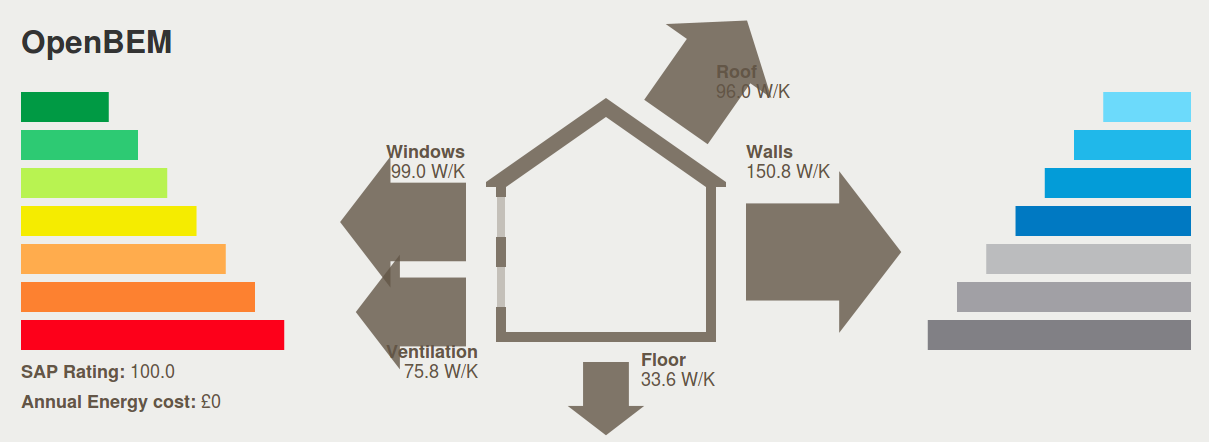 OpenBEM
Roof
96.0 W/K
Windows
99.0 W/K
Walls
150.8 W/K
Ventilation
75.8 W/K
Floor
33.6 W/K
SAP Rating: 100.0
Annual Energy cost: £0